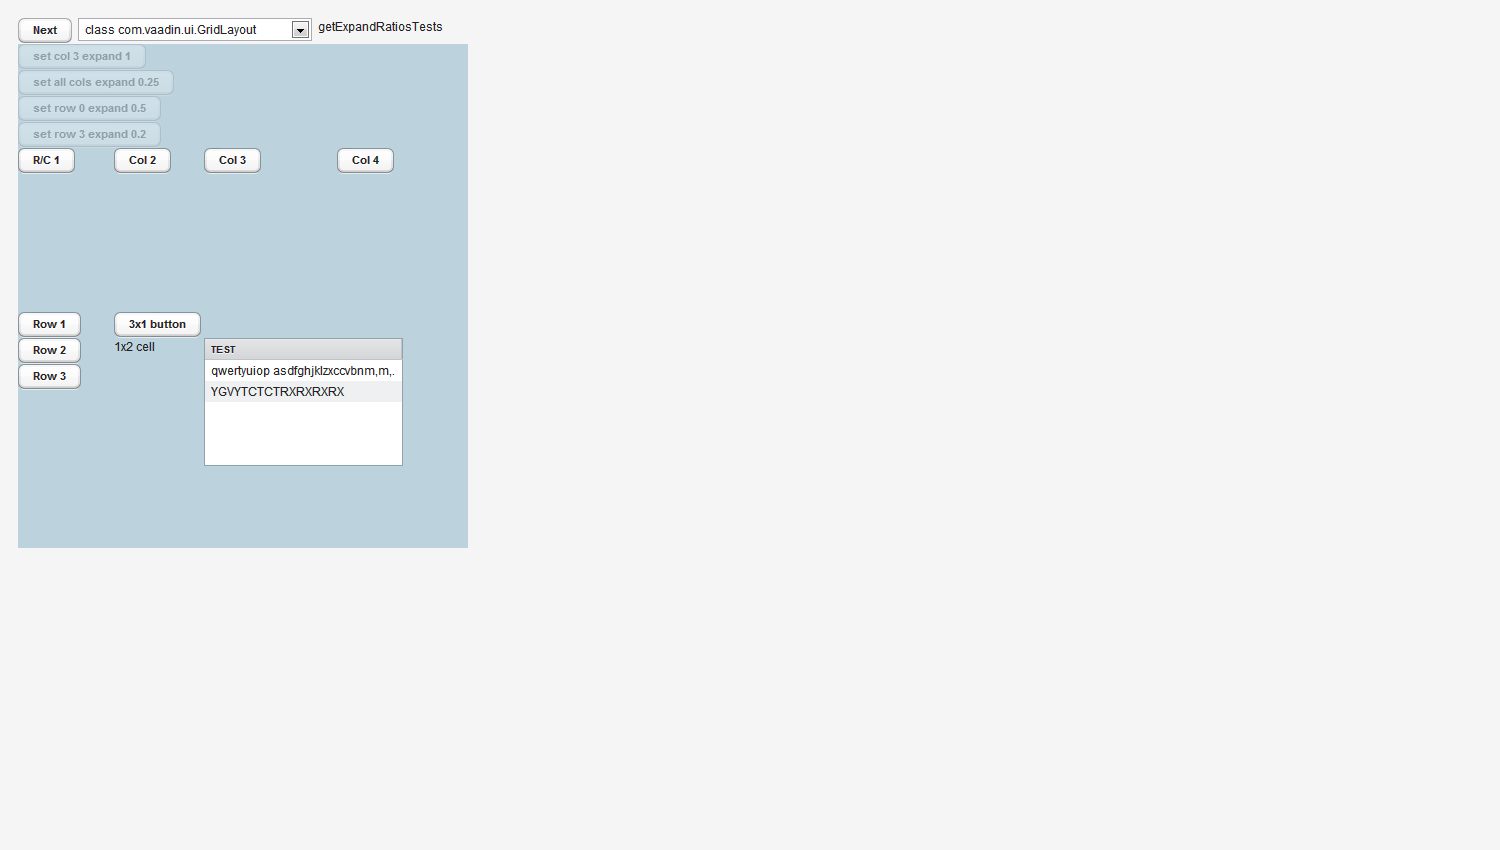 Next class com.vaadin.ui.GridLayout getExpandRatiosTests
set col 3 expand 1
set all cols expand 0.25
set row 0 expand 0.5
set row 3 expand 0.2
R/C 1 Col 2 Col 3 Col 4
Row 1 3x1 button
Row 2 1x2 cell TEST
qwertyuiop asdfghjklzxccvbnm,m,.
Row 3
YGVYTCTCTRXRXRXRX